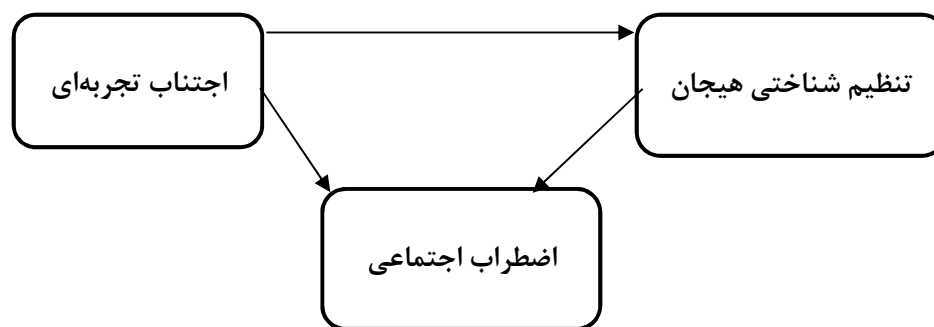 تنظیم شناختی هیجان
اجتناب تجربه‌ای
اضطراب اجتماعی